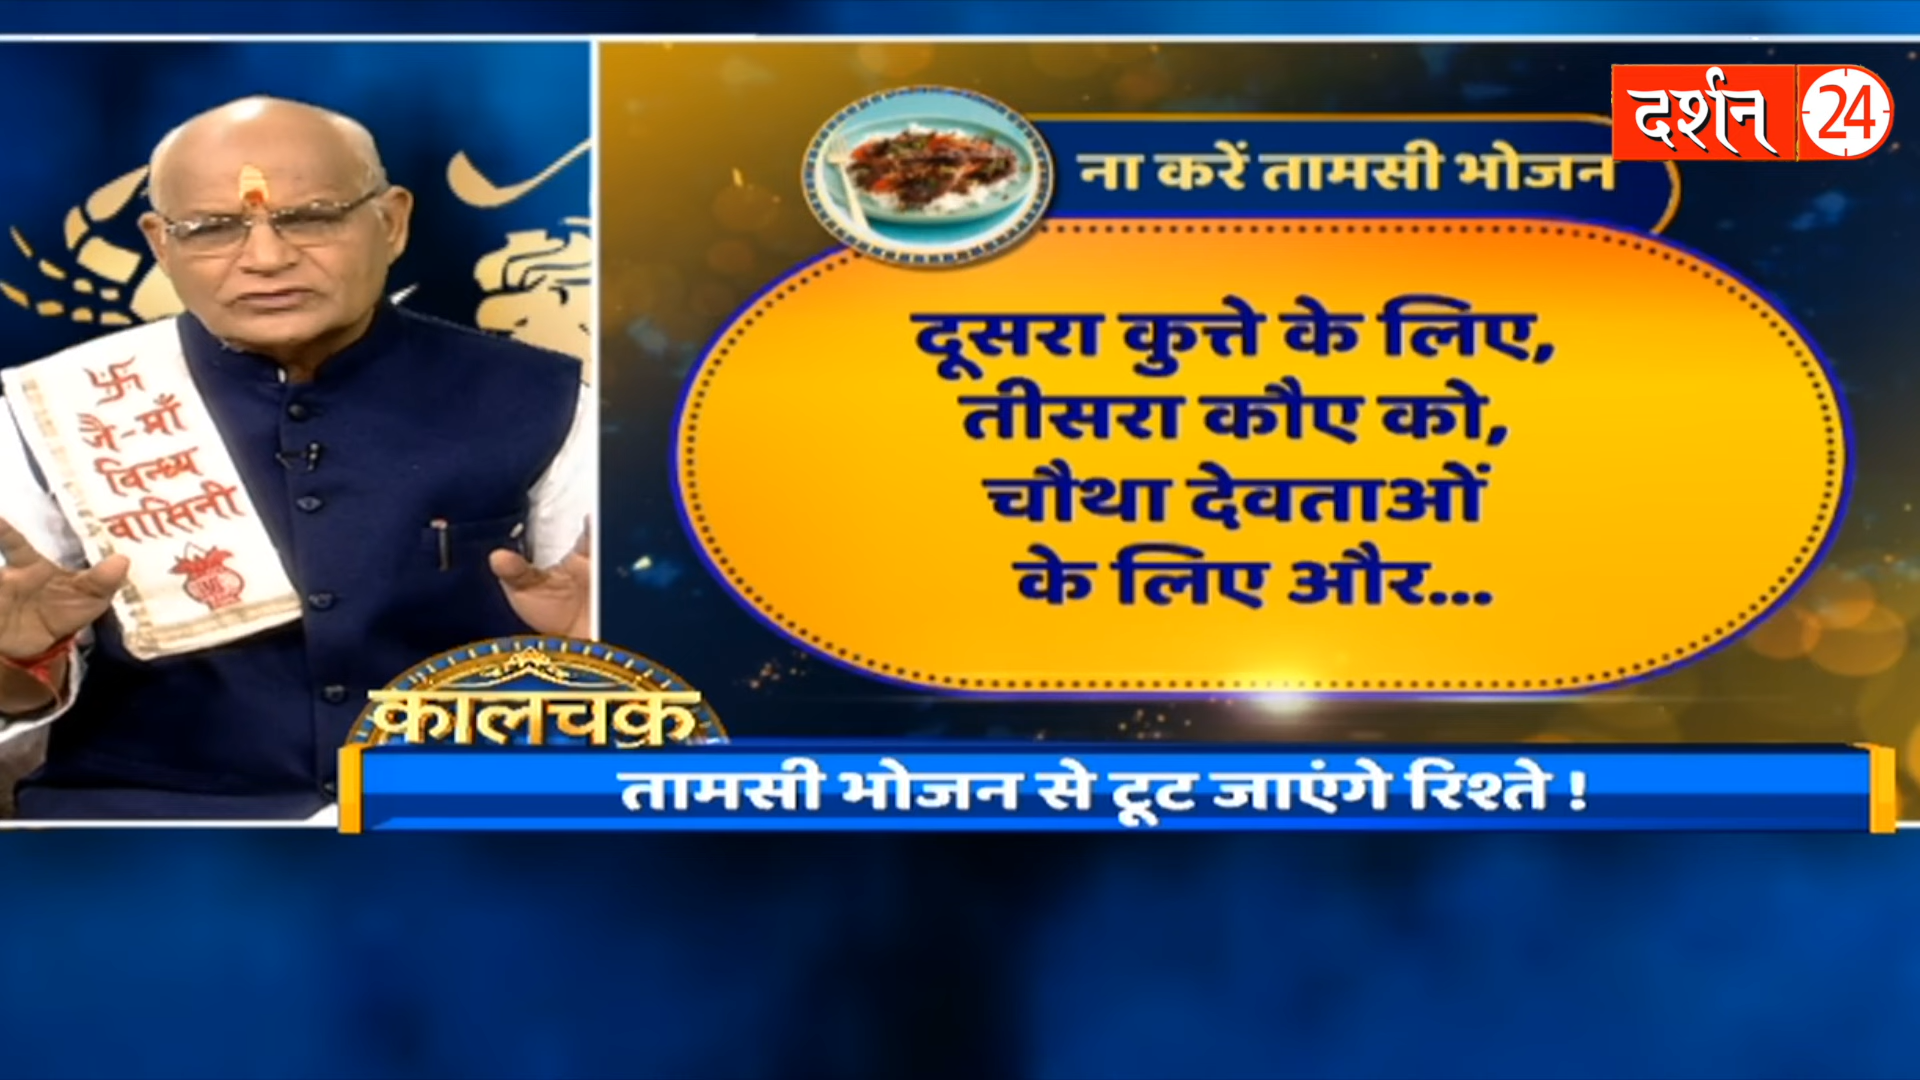 दर्शन 24
ना करें तामसी भोजन
दूसरा कुत्ते के लिए,
तीसरा कौए को,
चौथा देवताओं
के लिए और...
जै-माँ
विन्ध्य
वासिनी
कालचक्र
तामसी भोजन से टूट जाएंगे रिश्ते !